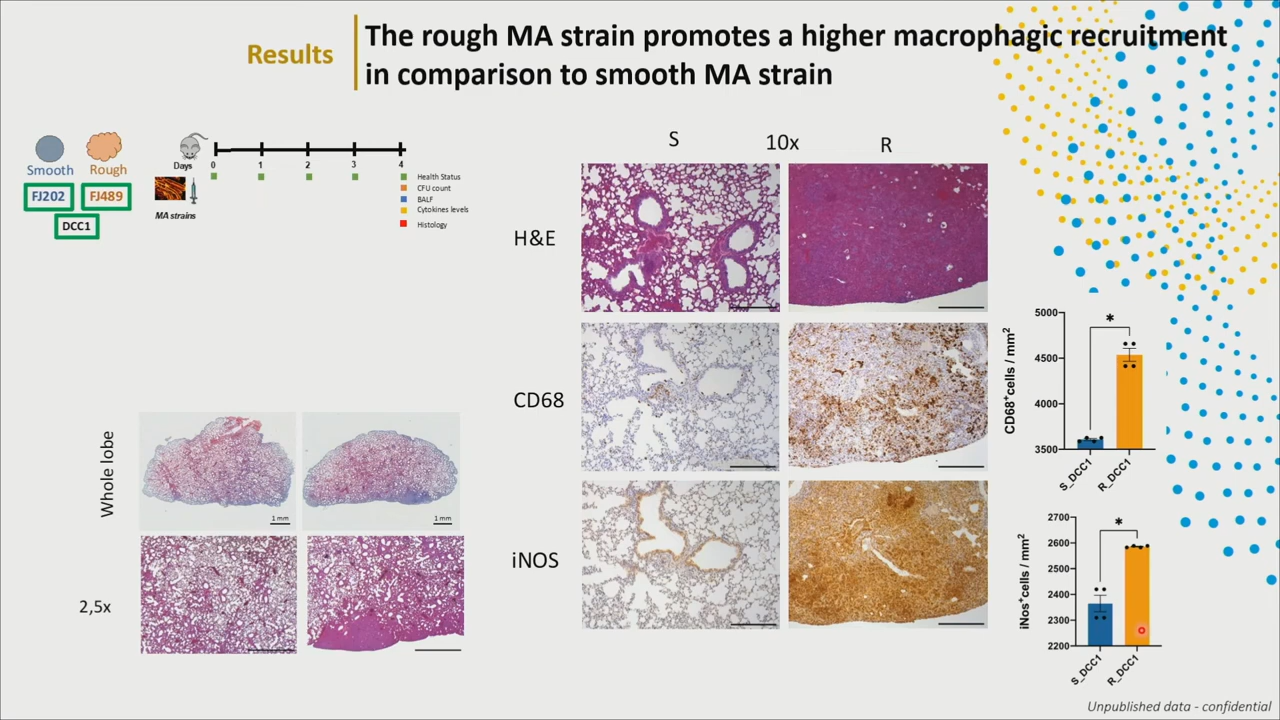 Results
The rough MA strain promotes a higher macrophagic recruitment
in comparison to smooth MA strain
Smooth
Rough
FJ202
FJ489
DCC1
Days
0
1
2
3
4
MA strains
Health Status
CFU count
BALF
Cytokines levels
Histology
S
10x
R
H&E
CD68
iNOS
Whole lobe
1 mm
1 mm
2,5x
CD68+cells / mm2
5000
4500
4000
3500
*
S_DCC1
R_DCC1
iNos+cells / mm2
2700
2600
2500
2400
2300
2200
*
S_DCC1
R_DCC1
Unpublished data - confidential